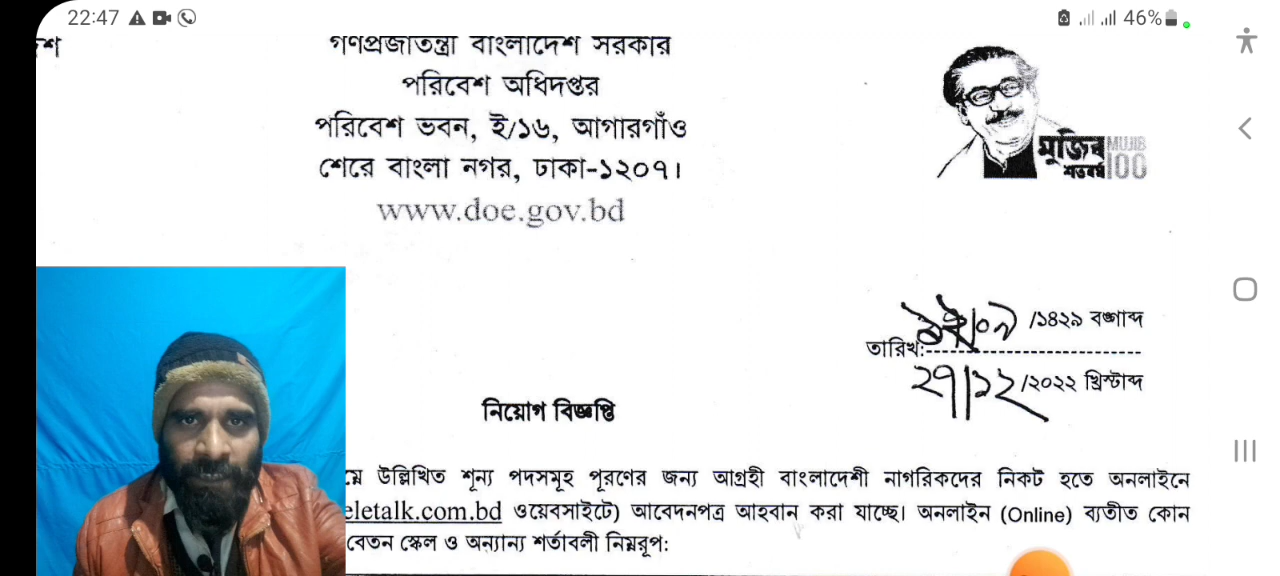 22:47
46%
দেশ
গণপ্রজাতন্ত্রী বাংলাদেশ সরকার
পরিবেশ অধিদপ্তর
পরিবেশ ভবন, ই/১৬, আগারগাঁও
শেরে বাংলা নগর, ঢাকা-১২০৭।
www.doe.gov.bd
মুজিব MUJIB
শতবর্ষ 100
/০৯ /১৪২৯ বঙ্গাব্দ
তারিখ:
২৭/১২/২০২২ খ্রিস্টাব্দ
নিয়োগ বিজ্ঞপ্তি
উল্লিখিত শূন্য পদসমূহ পূরণের জন্য আগ্রহী বাংলাদেশী নাগরিকদের নিকট হতে অনলাইনে
eletalk.com.bd ওয়েবসাইটে) আবেদনপত্র আহবান করা যাচ্ছে। অনলাইন (Online) ব্যতীত কোন
বেতন স্কেল ও অন্যান্য শর্তাবলী নিম্নরূপ: